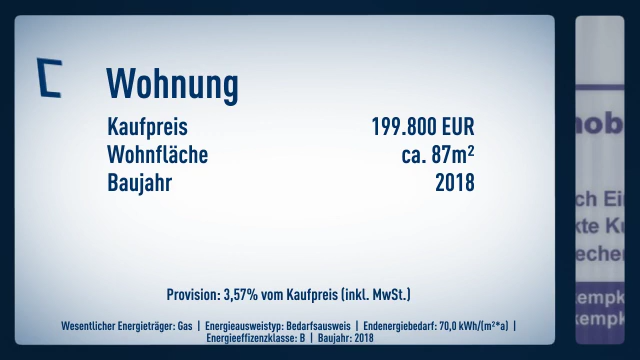 Wohnung
Kaufpreis 199.800 EUR
Wohnfläche ca. 87m²
Baujahr 2018
Provision: 3,57% vom Kaufpreis (inkl. MwSt.)
Wesentlicher Energieträger: Gas | Energieausweistyp: Bedarfsausweis | Endenergiebedarf: 70,0 kWh/(m²*a) |
Energieeffizenzklasse: B | Baujahr: 2018